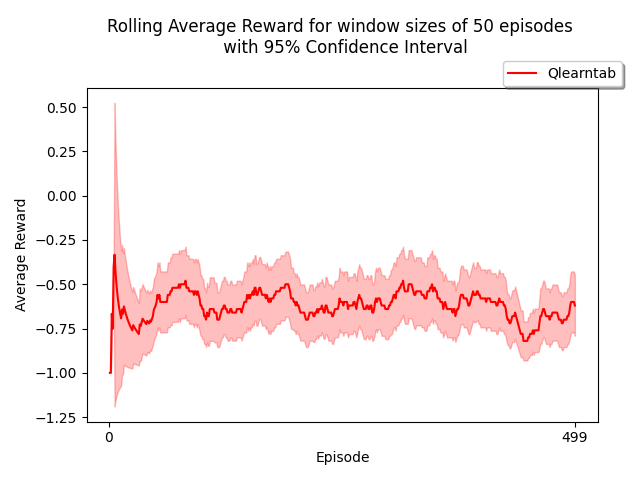 Rolling Average Reward for window sizes of 50 episodes
with 95% Confidence Interval
Qlearntab
0.50
0.25
0.00
−0.25
−0.50
−0.75
−1.00
−1.25
Average Reward
0
499
Episode